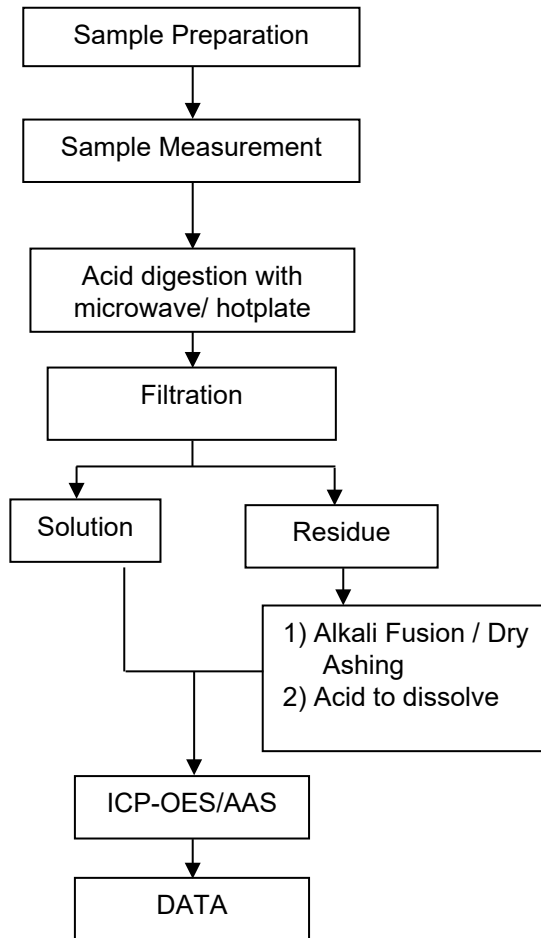 Sample Preparation
Sample Measurement
Acid digestion with
microwave/ hotplate
Filtration
Solution
Residue
1) Alkali Fusion / Dry
Ashing
2) Acid to dissolve
ICP-OES/AAS
DATA